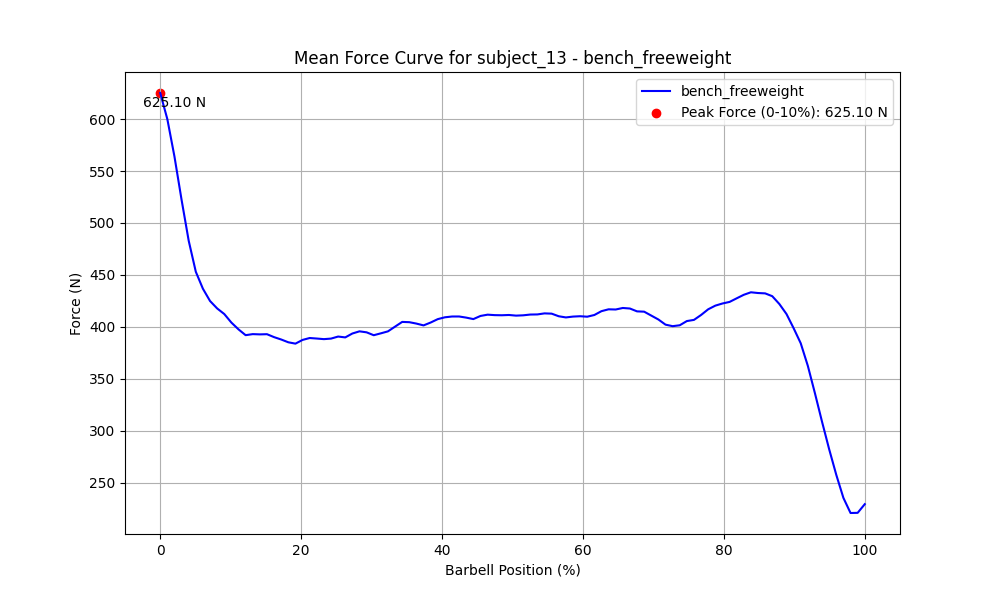 Mean Force Curve for subject_13 - bench_freeweight
bench_freeweight
Peak Force (0-10%): 625.10 N
625.10 N
600
550
500
450
400
350
300
250
Force (N)
0 20 40 60 80 100
Barbell Position (%)